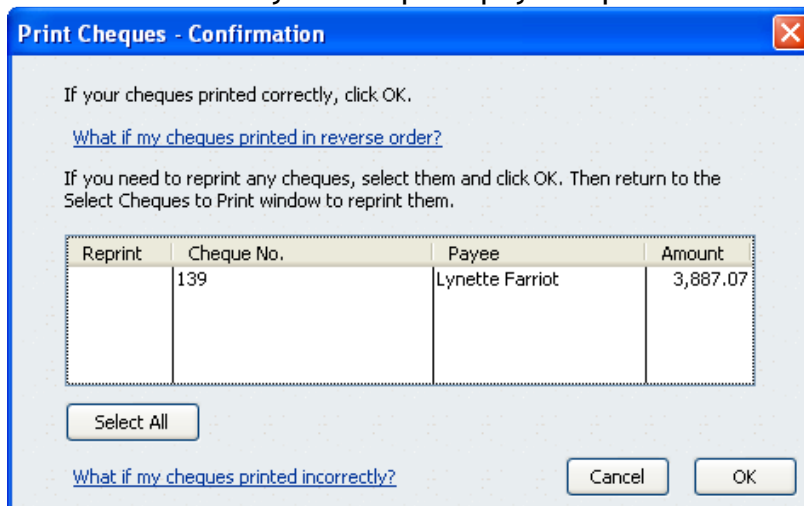 Print Cheques - Confirmation
If your cheques printed correctly, click OK.
What if my cheques printed in reverse order?
If you need to reprint any cheques, select them and click OK. Then return to the
Select Cheques to Print window to reprint them.
Reprint Cheque No. Payee Amount
139 Lynette Farriot 3,887.07
Select All
What if my cheques printed incorrectly? Cancel OK